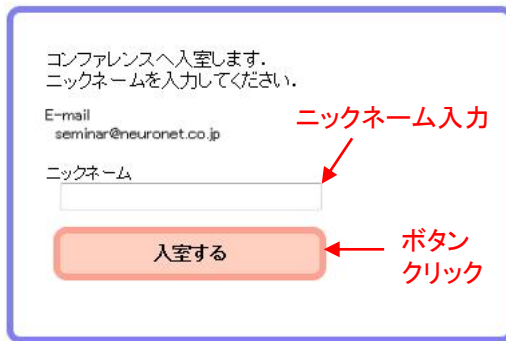 コンファレンスへ入室します.
ニックネームを入力してください.
E-mail
seminar@neuronet.co.jp
ニックネーム入力
ニックネーム
入室する
ボタン
クリック